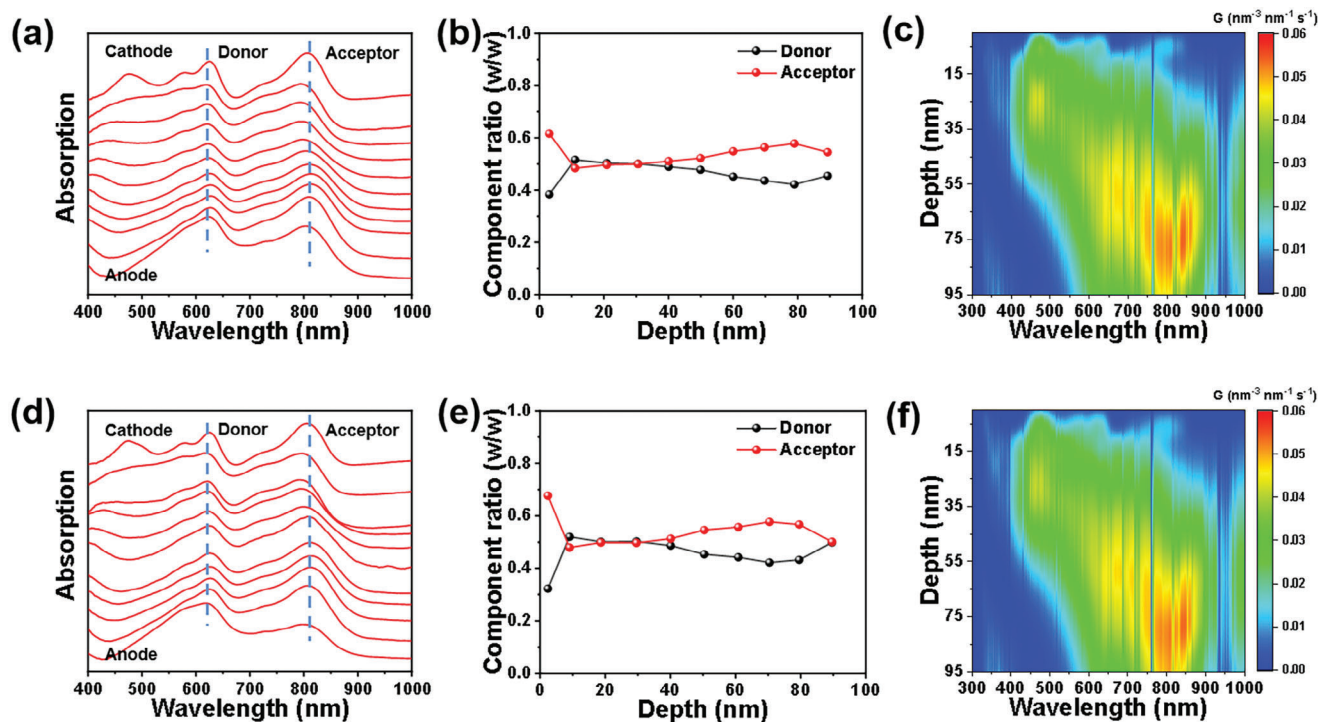 (a)
Cathode
Donor
Acceptor
Anode
Absorption
400 500 600 700 800 900 1000
Wavelength (nm)
(b)
Donor
Acceptor
Component ratio (w/w)
1.0
0.8
0.6
0.4
0.2
0.0
0 20 40 60 80 100
Depth (nm)
(c)
G (nm⁻³ nm⁻¹ s⁻¹)
Depth (nm)
15
35
55
75
95
300 400 500 600 700 800 900 1000
Wavelength (nm)
0.06
0.05
0.04
0.03
0.02
0.01
0.00
(d)
Cathode
Donor
Acceptor
Anode
Absorption
400 500 600 700 800 900 1000
Wavelength (nm)
(e)
Donor
Acceptor
Component ratio (w/w)
1.0
0.8
0.6
0.4
0.2
0.0
0 20 40 60 80 100
Depth (nm)
(f)
G (nm⁻³ nm⁻¹ s⁻¹)
Depth (nm)
15
35
55
75
95
300 400 500 600 700 800 900 1000
Wavelength (nm)
0.06
0.05
0.04
0.03
0.02
0.01
0.00